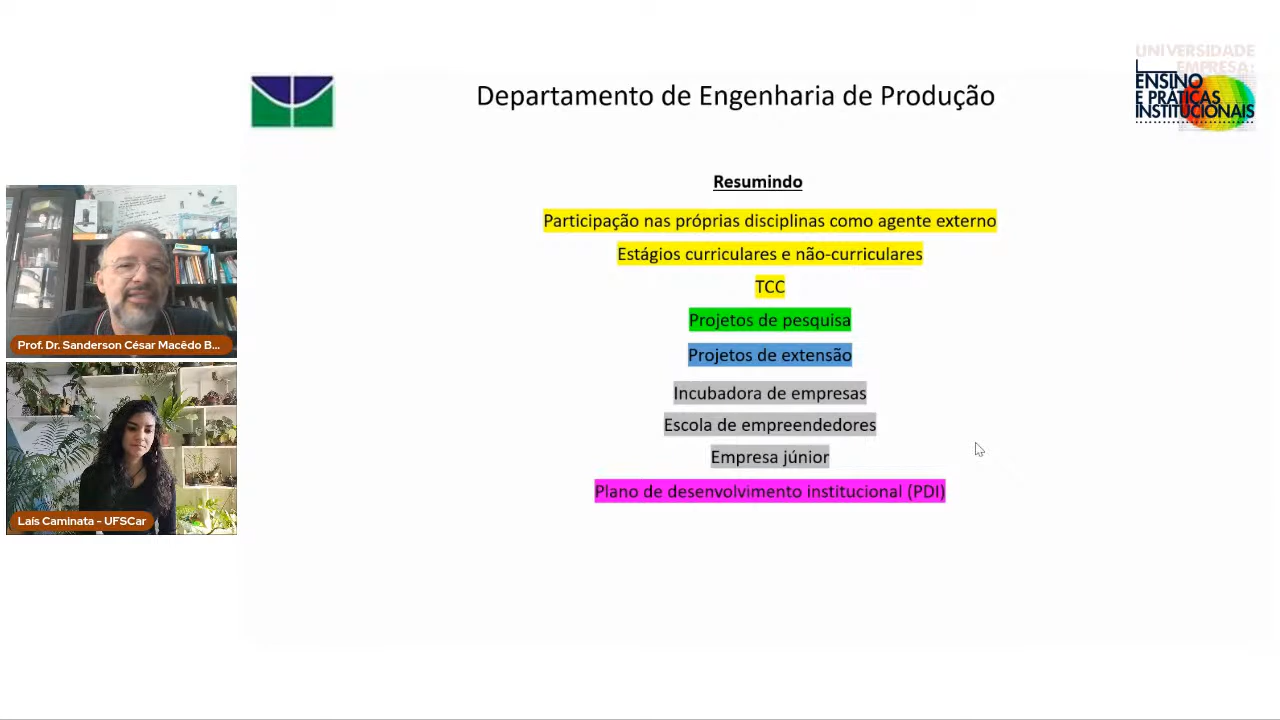 Departamento de Engenharia de Produção
UNIVERSIDADE
EMPRESA:
ENSINO
E PRÁTICAS
INSTITUCIONAIS
Resumindo
Participação nas próprias disciplinas como agente externo
Estágios curriculares e não-curriculares
TCC
Projetos de pesquisa
Projetos de extensão
Incubadora de empresas
Escola de empreendedores
Empresa júnior
Plano de desenvolvimento institucional (PDI)
Prof. Dr. Sanderson César Macêdo B...
Laís Caminata - UFSCar